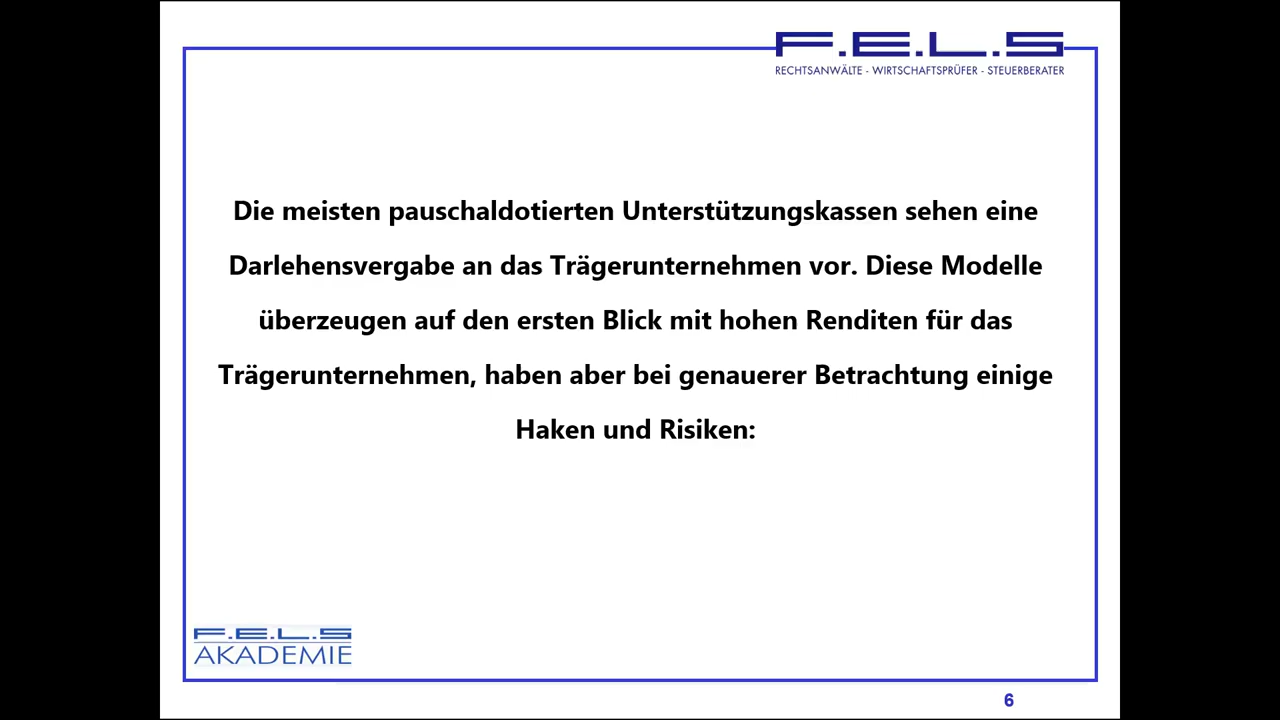 F.E.L.S
RECHTSANWÄLTE - WIRTSCHAFTSPRÜFER - STEUERBERATER
Die meisten pauschaldotierten Unterstützungskassen sehen eine
Darlehensvergabe an das Trägerunternehmen vor. Diese Modelle
überzeugen auf den ersten Blick mit hohen Renditen für das
Trägerunternehmen, haben aber bei genauerer Betrachtung einige
Haken und Risiken:
F.E.L.S
AKADEMIE
6